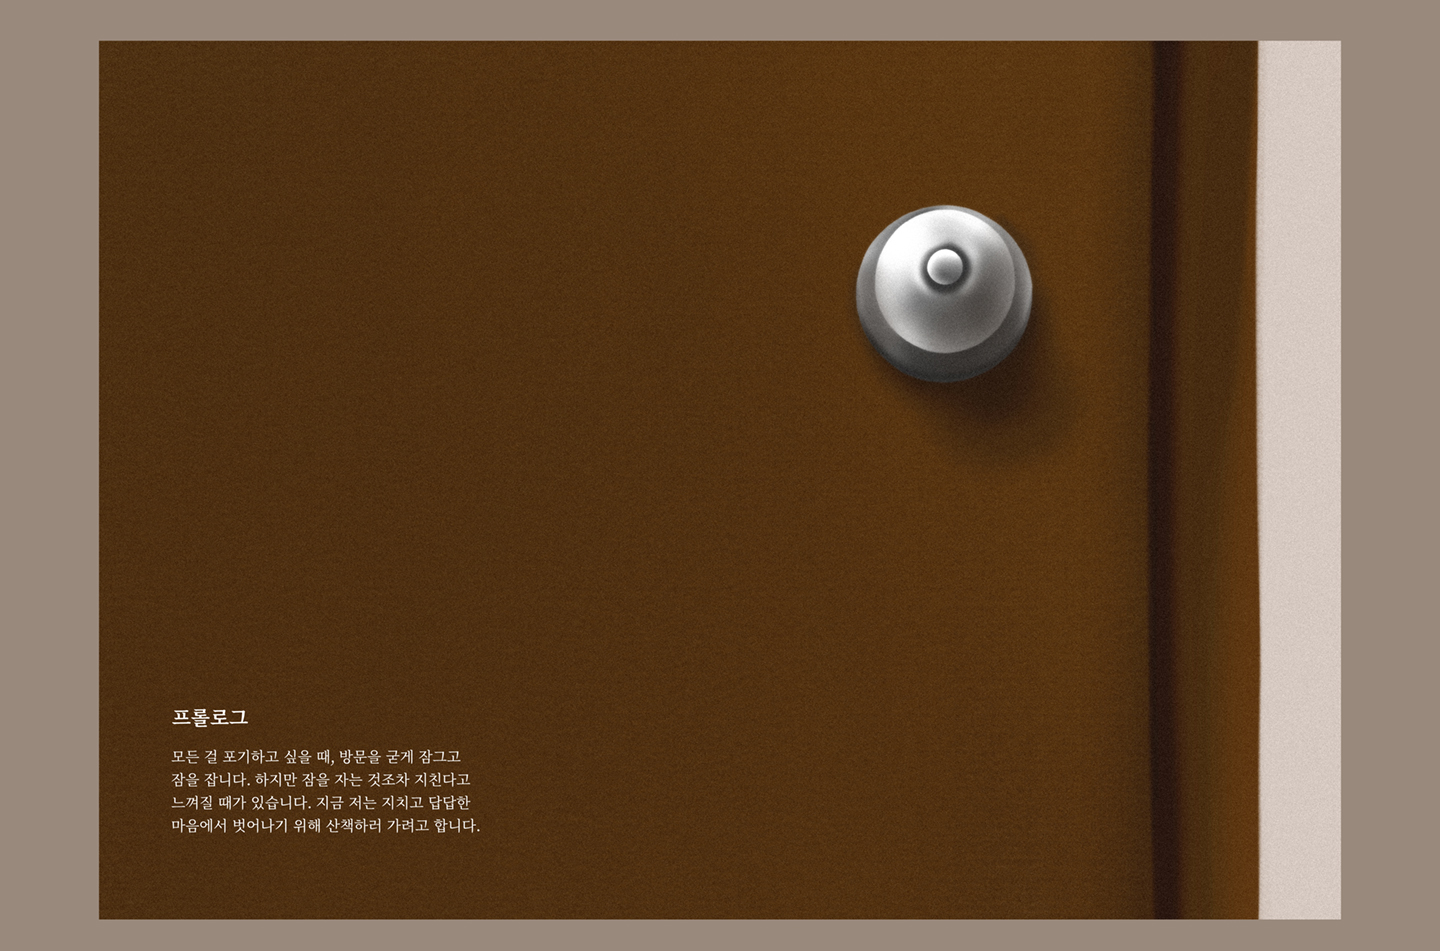 프롤로그
모든 걸 포기하고 싶을 때, 방문을 굳게 잠그고
잠을 잡니다. 하지만 잠을 자는 것조차 지친다고
느껴질 때가 있습니다. 지금 저는 지치고 답답한
마음에서 벗어나기 위해 산책하러 가려고 합니다.